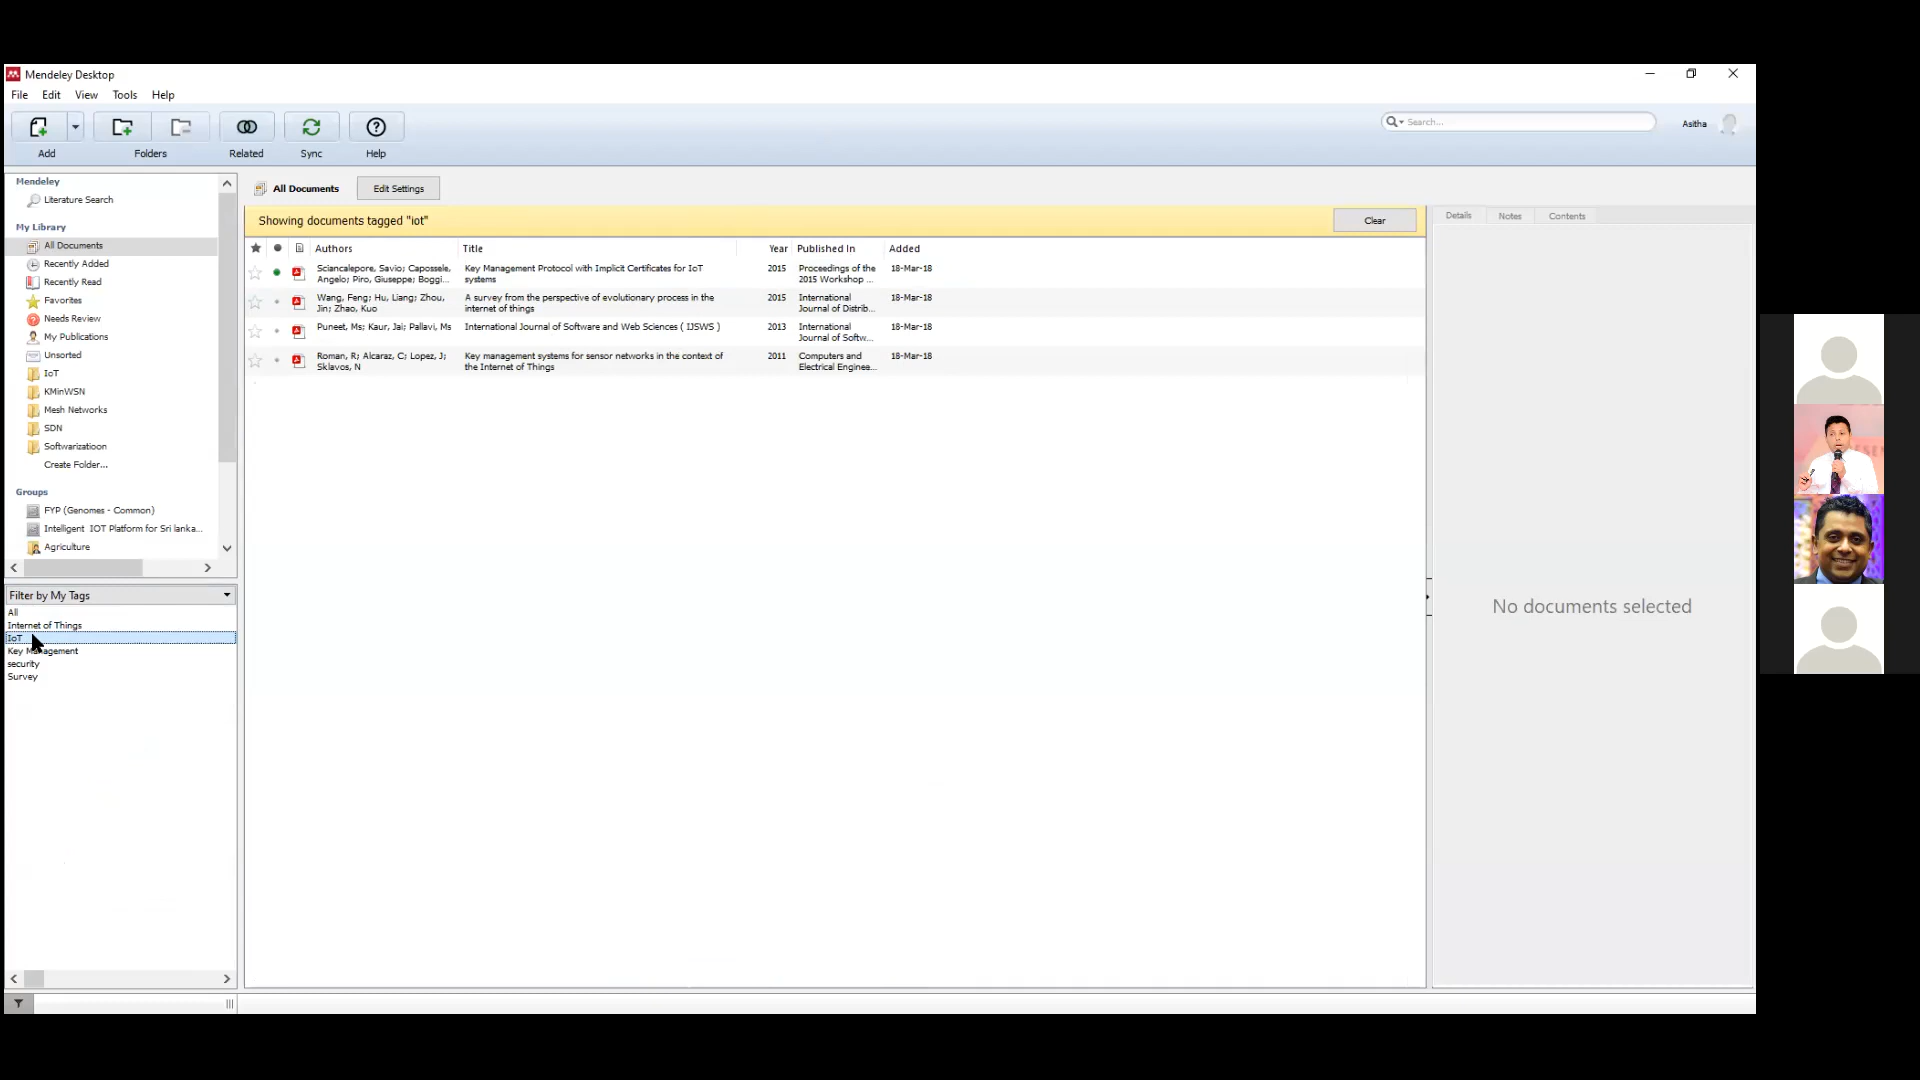 Mendeley Desktop
File Edit View Tools Help
Search...
Asitha
Add Folders Related Sync Help
Mendeley
Literature Search
My Library
All Documents
Recently Added
Recently Read
Favorites
Needs Review
My Publications
Unsorted
IoT
KMinWSN
Mesh Networks
SDN
Softwarizatioon
Create Folder...
Groups
FYP (Genomes - Common)
Intelligent IOT Platform for Sri lanka...
Agriculture
Filter by My Tags
All
Internet of Things
IoT
Key Management
security
Survey
All Documents Edit Settings
Showing documents tagged "iot" Clear
Authors Title Year Published In Added
Sciancalepore, Savio; Capossele, Key Management Protocol with Implicit Certificates for IoT 2015 Proceedings of the 18-Mar-18
Angelo; Piro, Giuseppe; Boggi... systems 2015 Workshop ...
Wang, Feng; Hu, Liang; Zhou, A survey from the perspective of evolutionary process in the 2015 International 18-Mar-18
Jin; Zhao, Kuo internet of things Journal of Distrib...
Puneet, Ms; Kaur, Jai; Pallavi, Ms International Journal of Software and Web Sciences ( IJSWS ) 2013 International 18-Mar-18
Journal of Softw...
Roman, R; Alcaraz, C; Lopez, J; Key management systems for sensor networks in the context of 2011 Computers and 18-Mar-18
Sklavos, N the Internet of Things Electrical Enginee...
Details Notes Contents
No documents selected